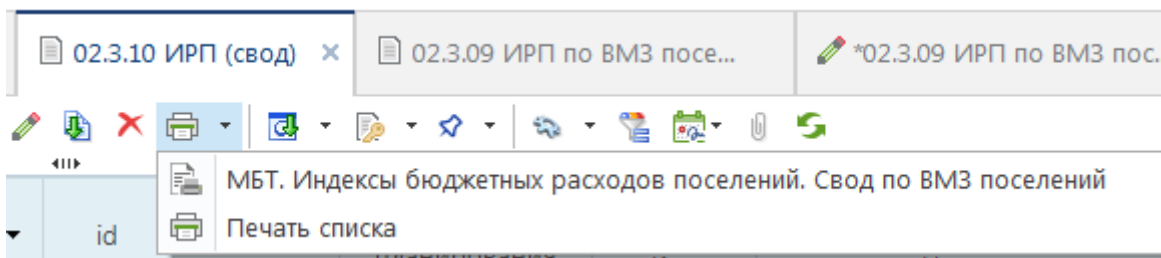 02.3.10 ИРП (свод)
02.3.09 ИРП по ВМЗ посе...
*02.3.09 ИРП по ВМЗ пос..
МБТ. Индексы бюджетных расходов поселений. Свод по ВМЗ поселений
id
Печать списка